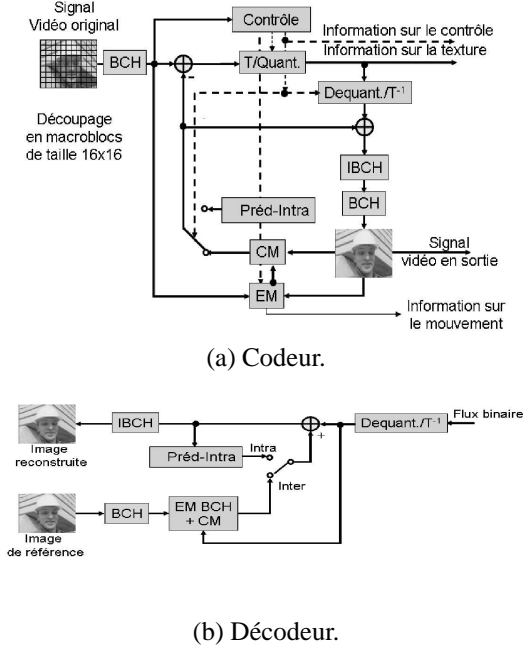 Signal
Vidéo original
BCH
Découpage
en macroblocs
de taille 16x16
Contrôle
T/Quant.
Information sur le contrôle
Information sur la texture
Dequant./T⁻¹
IBCH
BCH
Préd-Intra
CM
EM
Signal
vidéo en sortie
Information sur
le mouvement
(a) Codeur.
Image
reconstruite
IBCH
Préd-Intra
Intra
Inter
+
Dequant./T⁻¹
Flux binaire
Image
de référence
BCH
EM BCH
+ CM
(b) Décodeur.